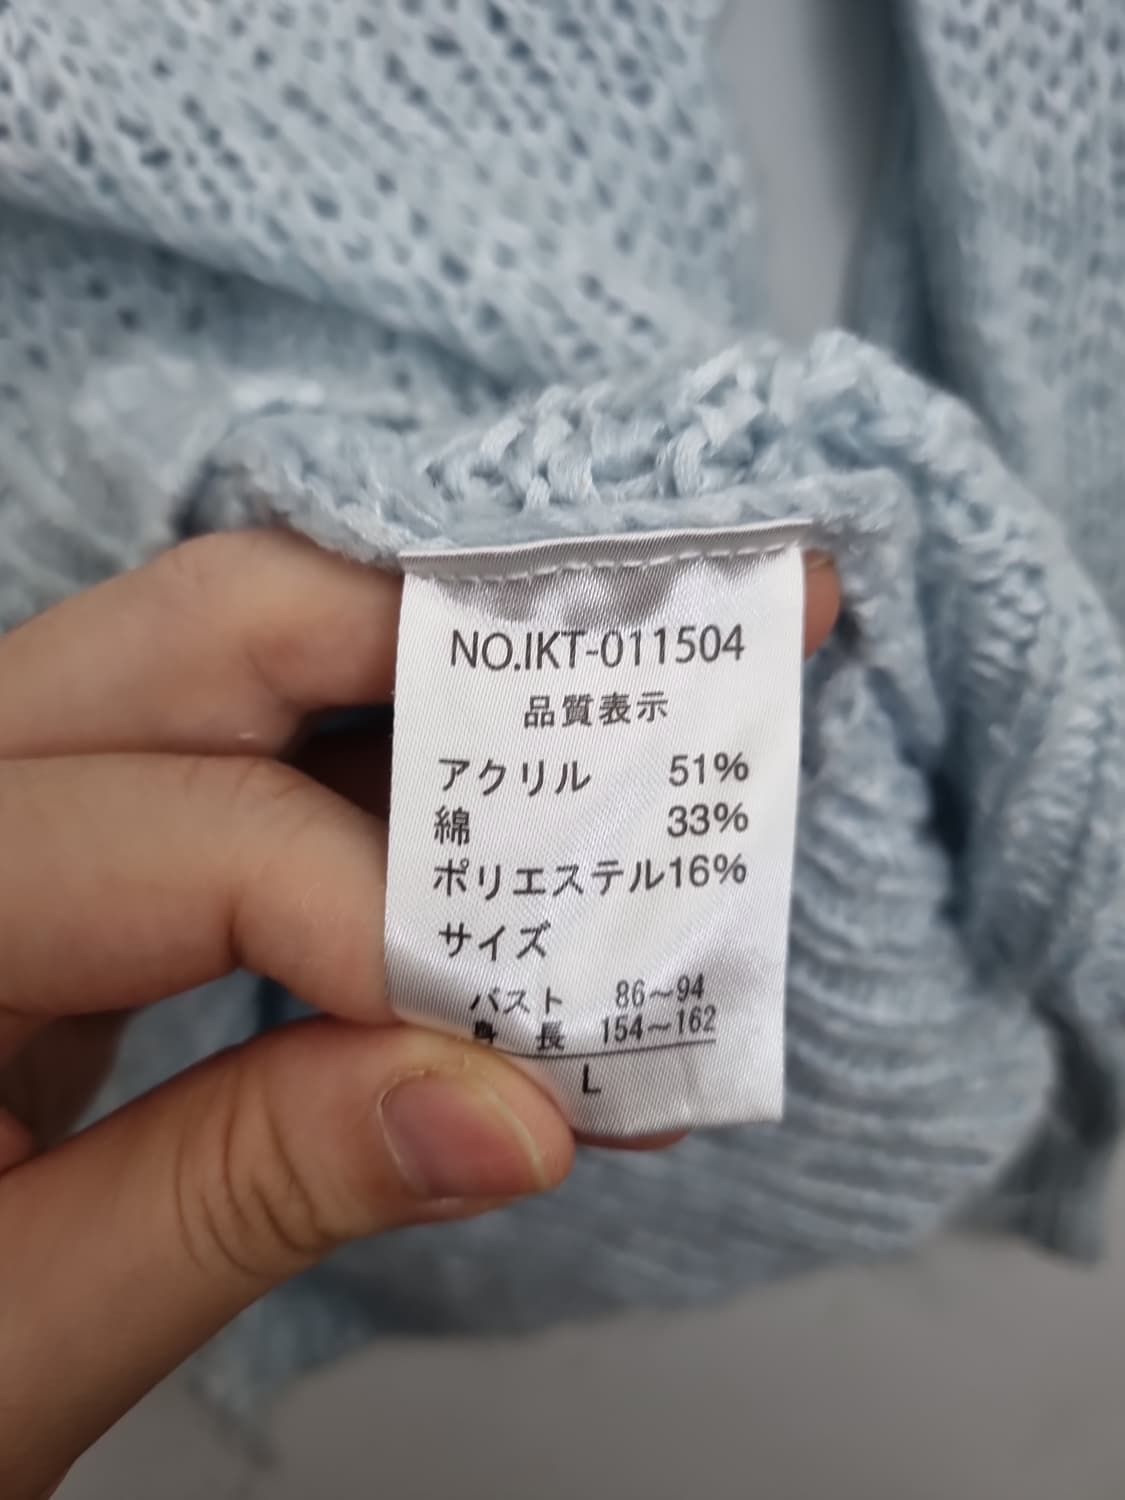 NO.IKT-011504
品質表示
アクリル 51%
綿 33%
ポリエステル16%
サイズ
バスト 86～94
身長 154～162
L